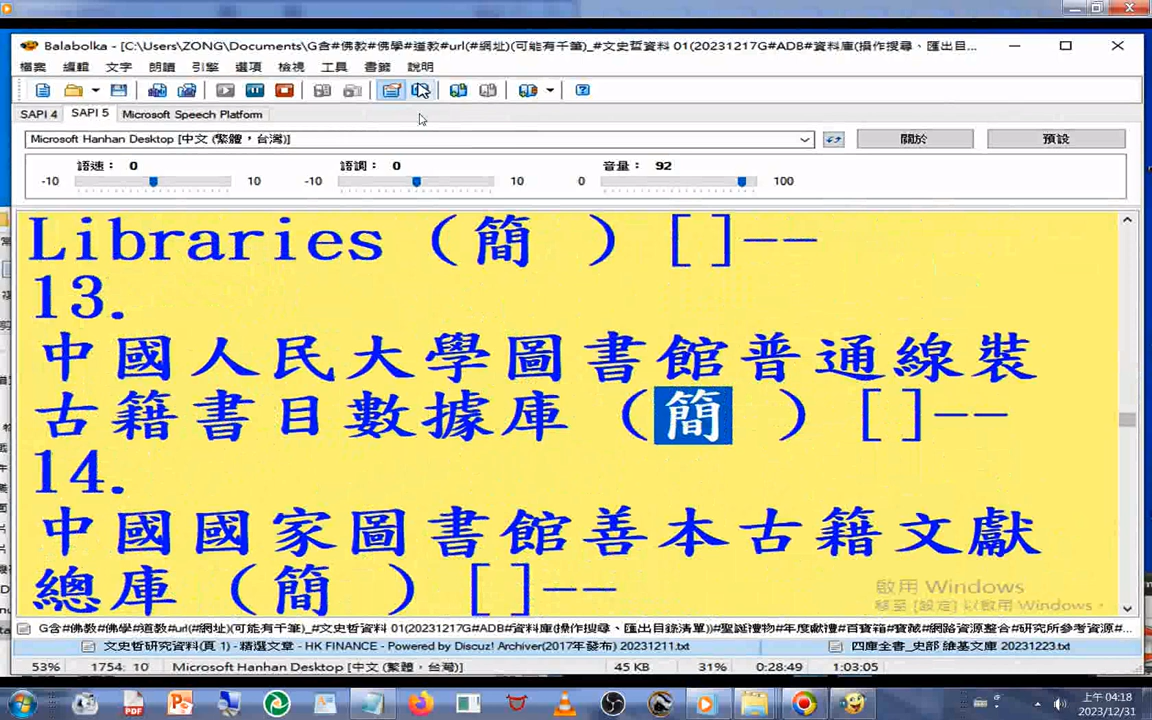 Balabolka - [C:\Users\ZONG\Documents\G含#佛教#佛學#道教#url(#網址)(可能有千筆)_#文史哲資料 01(20231217G#ADB#資料庫(操作搜尋、匯出目...
檔案 編輯 文字 朗讀 引擎 選項 檢視 工具 書籤 說明
SAPI 4 SAPI 5 Microsoft Speech Platform
Microsoft Hanhan Desktop [中文 (繁體，台灣)] 關於 預設
語速： 0 語調： 0 音量： 92
-10 10 -10 10 0 100
Libraries（簡 ）[]--
13.
中國人民大學圖書館普通線裝
古籍書目數據庫（簡 ）[]--
14.
中國國家圖書館善本古籍文獻
總庫（簡 ）[]--
啟用 Windows
移至 [設定] 以啟用 Windows。
G含#佛教#佛學#道教#url(#網址)(可能有千筆)_#文史哲資料 01(20231217G#ADB#資料庫(操作搜尋、匯出目錄清單))#聖誕禮物#年度獻禮#百寶箱#寶藏#網路資源整合#研究所參考資源#...
文史哲研究資料(頁 1) - 精選文章 - HK FINANCE - Powered by Discuz! Archiver(2017年發布) 20231211.txt 四庫全書_史部 維基文庫 20231223.txt
53% 1754: 10 Microsoft Hanhan Desktop [中文 (繁體，台灣)] 45 KB 31% 0:28:49 1:03:05
上午 04:18
2023/12/31